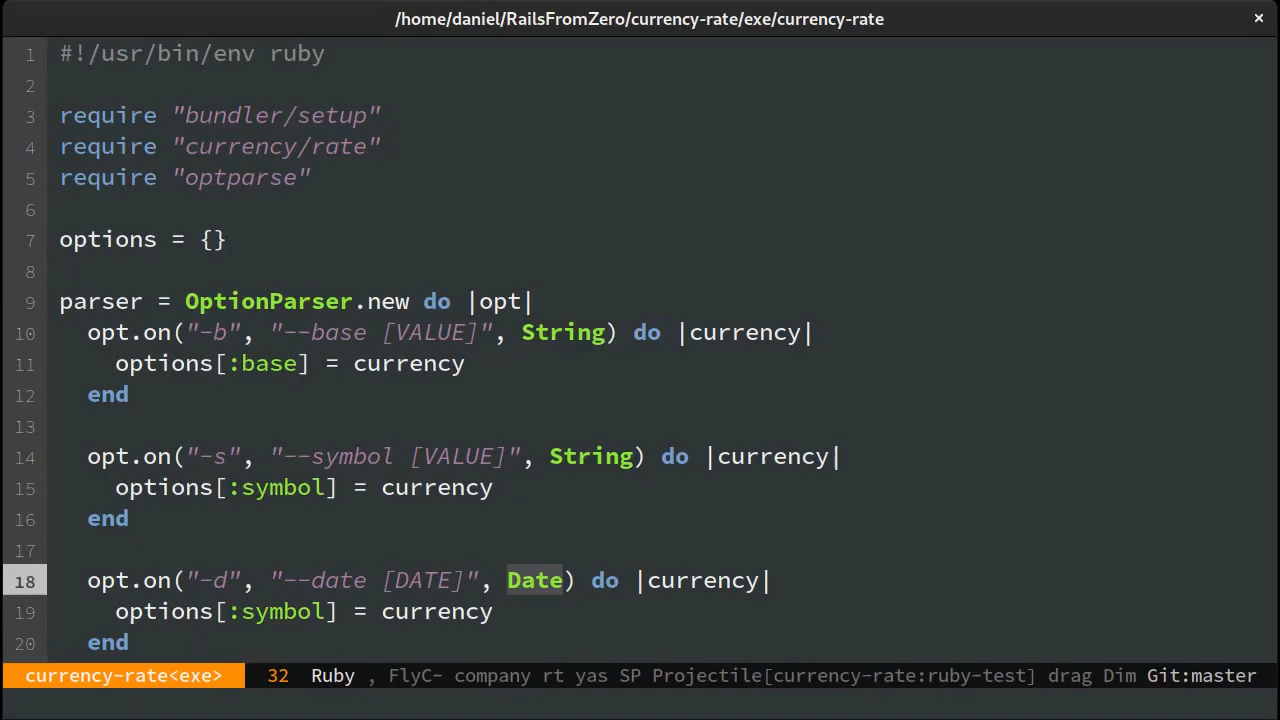 /home/daniel/RailsFromZero/currency-rate/exe/currency-rate ×
1 #!/usr/bin/env ruby
2
3 require "bundler/setup"
4 require "currency/rate"
5 require "optparse"
6
7 options = {}
8
9 parser = OptionParser.new do |opt|
10   opt.on("-b", "--base [VALUE]", String) do |currency|
11     options[:base] = currency
12   end
13
14   opt.on("-s", "--symbol [VALUE]", String) do |currency|
15     options[:symbol] = currency
16   end
17
18   opt.on("-d", "--date [DATE]", Date) do |currency|
19     options[:symbol] = currency
20   end
currency-rate<exe> 32 Ruby , FlyC- company rt yas SP Projectile[currency-rate:ruby-test] drag Dim Git:master